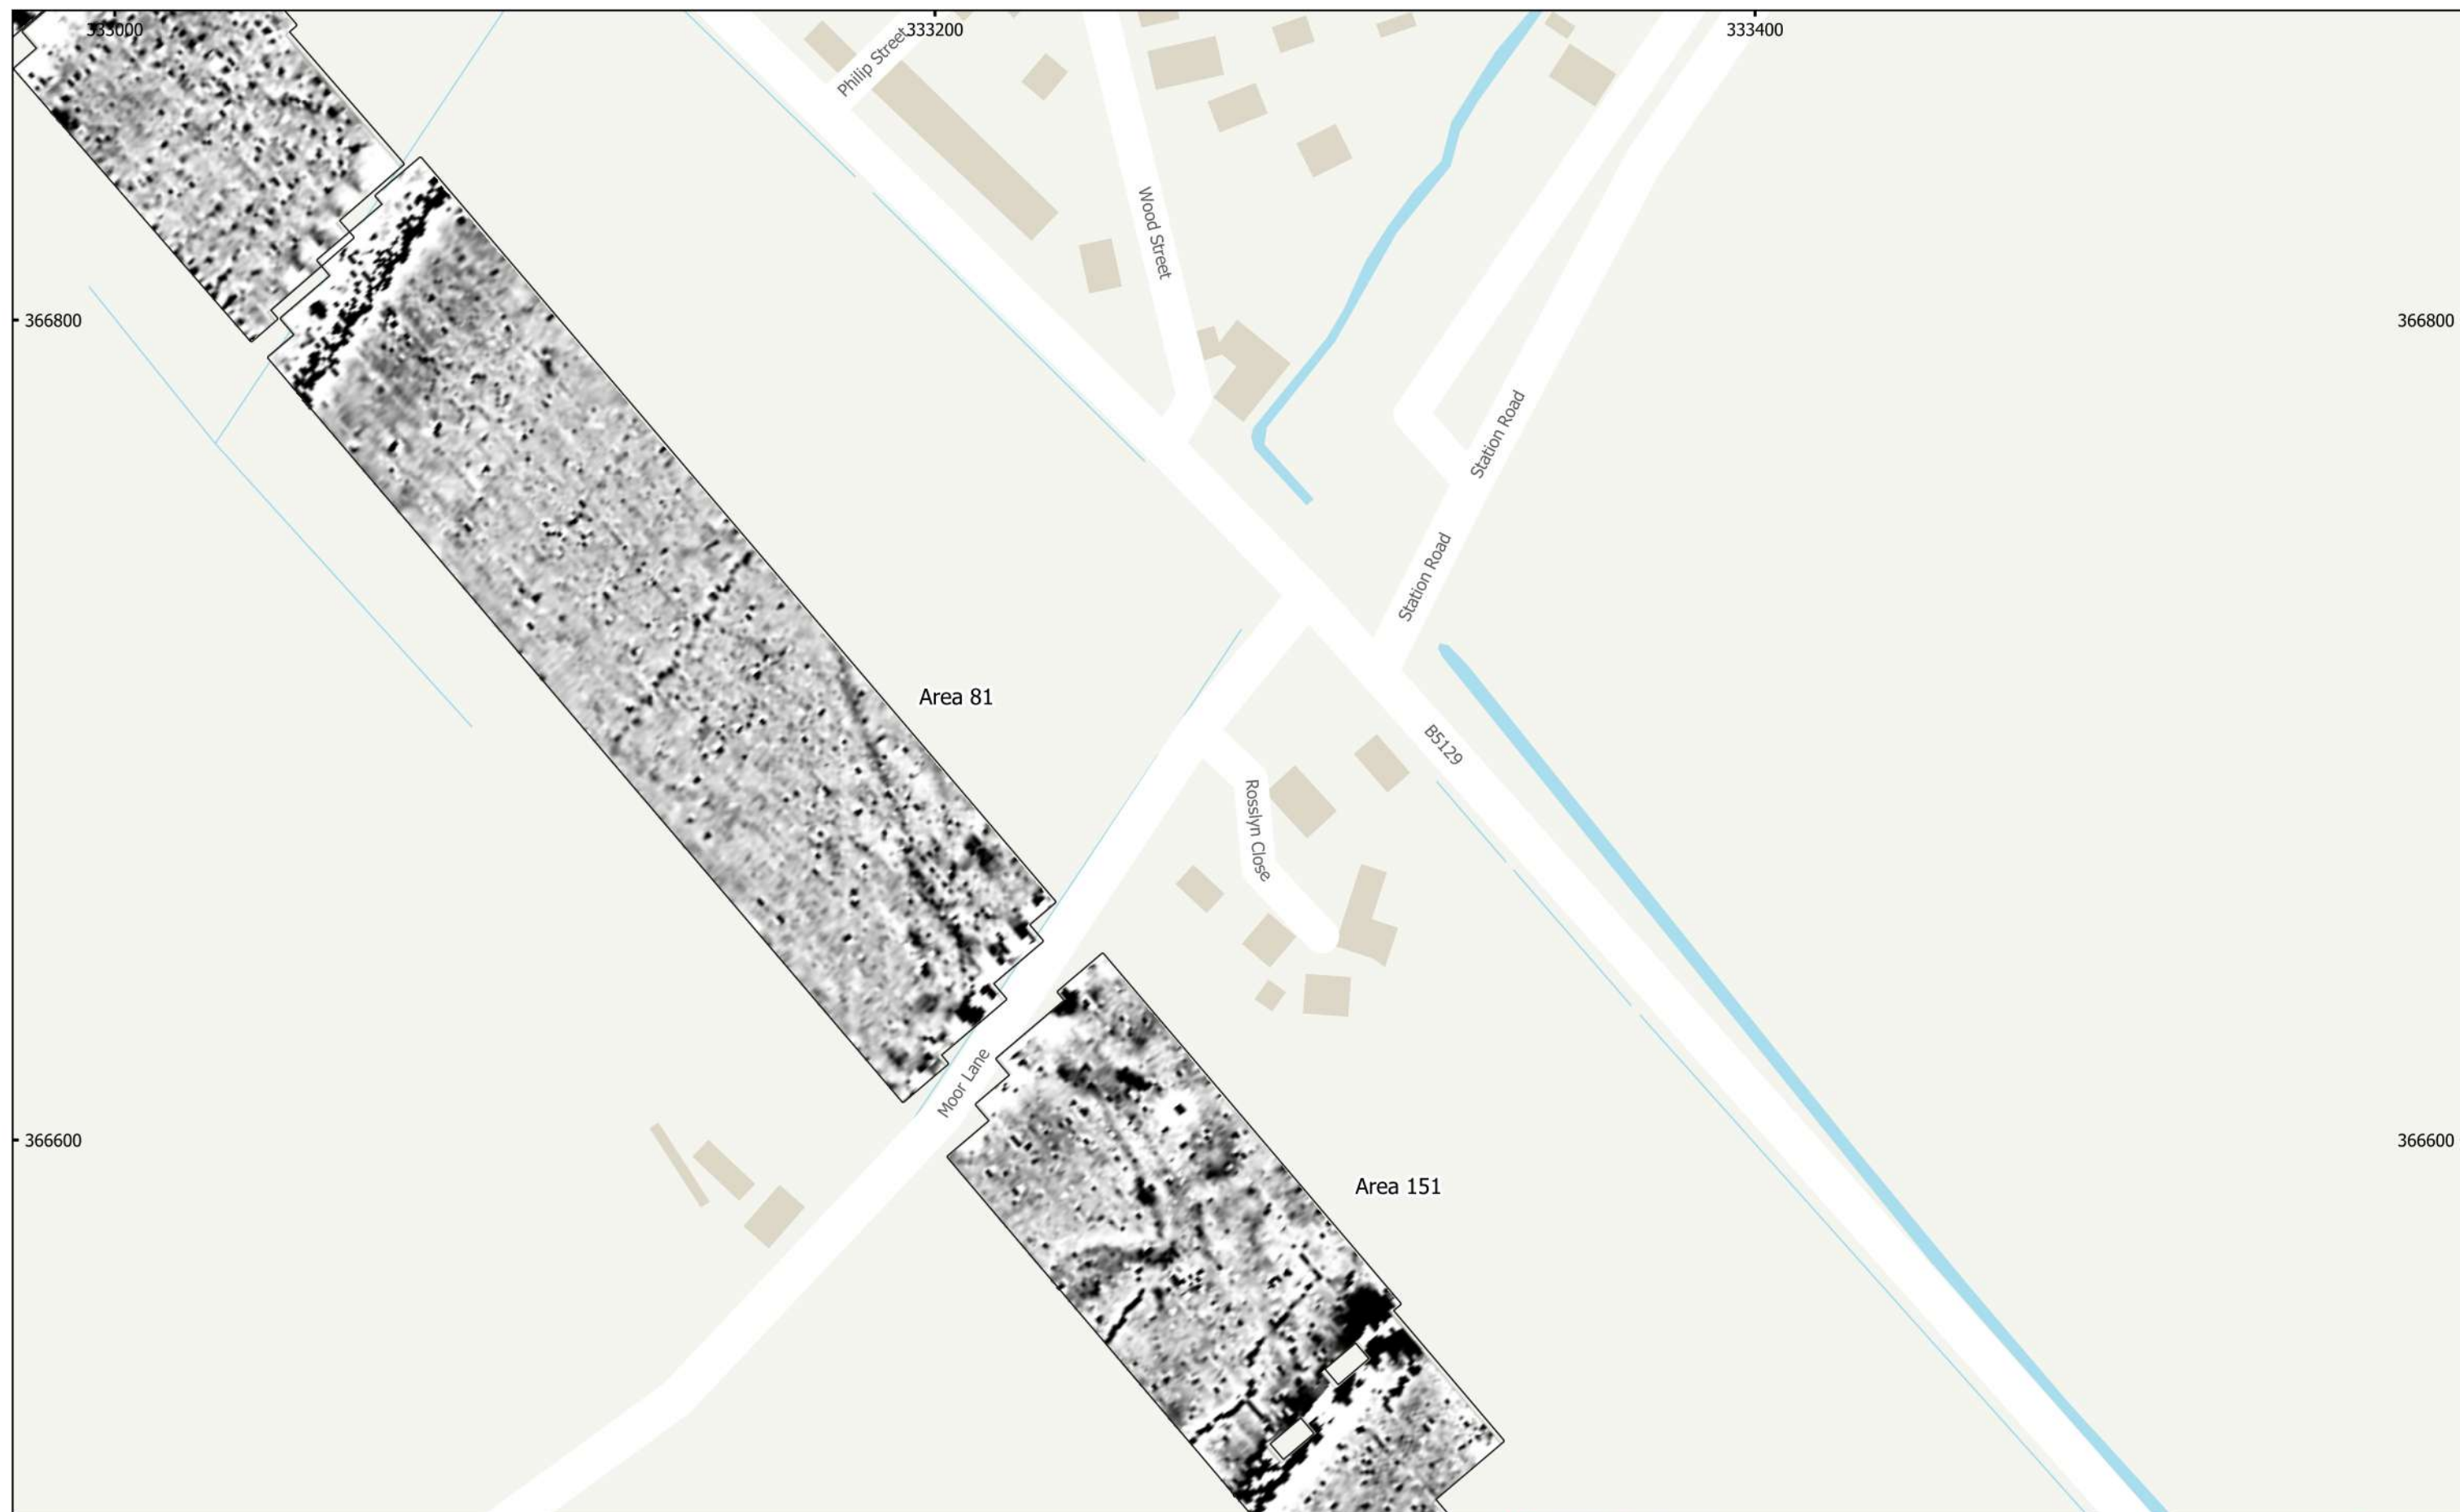 333000
333200
333400
Philip Street
Wood Street
366800
366800
Station Road
Station Road
Area 81
B5129
Rosslyn Close
Moor Lane
366600
366600
Area 151